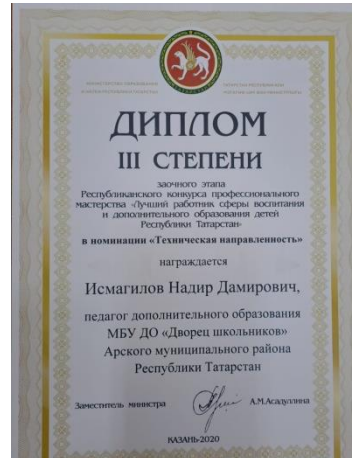 МИНИСТЕРСТВО ОБРАЗОВАНИЯ
ДИПЛОМ
III СТЕПЕНИ
заочного этапа
Республиканского конкурса профессионального
мастерства «Лучший работник сферы воспитания
и дополнительного образования детей
Республики Татарстан»
в номинации «Техническая направленность»
награждается
Исмагилов Надир Дамирович,
педагог дополнительного образования
МБУ ДО «Дворец школьников»
Арского муниципального района
Республики Татарстан
Заместитель министра А.М.Асадуллина
КАЗАНЬ-2020